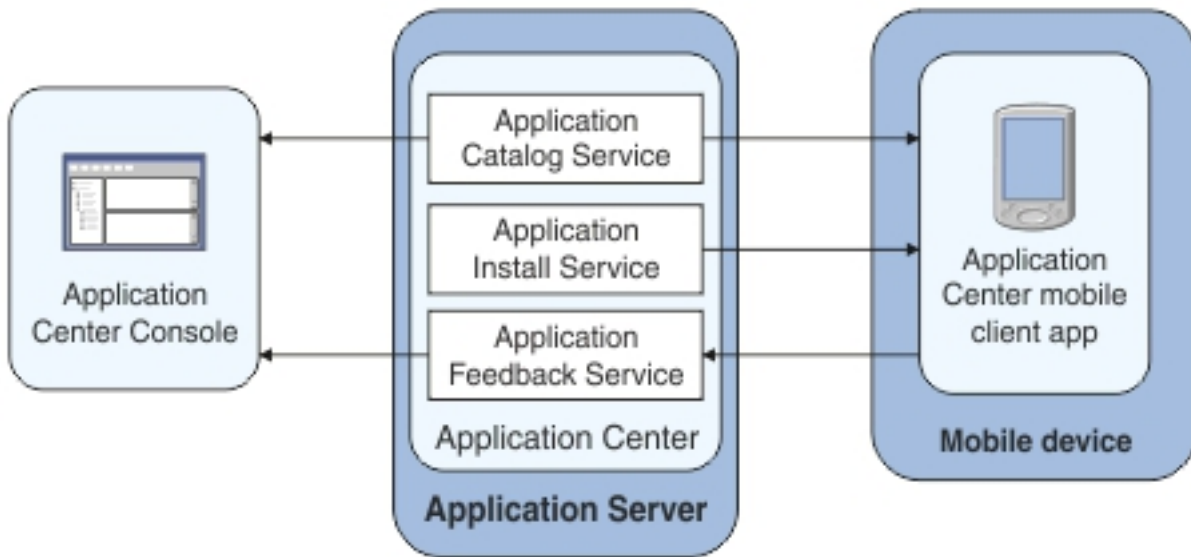 Application
Center Console
Application
Catalog Service
Application
Install Service
Application
Feedback Service
Application Center
Application Server
Application
Center mobile
client app
Mobile device